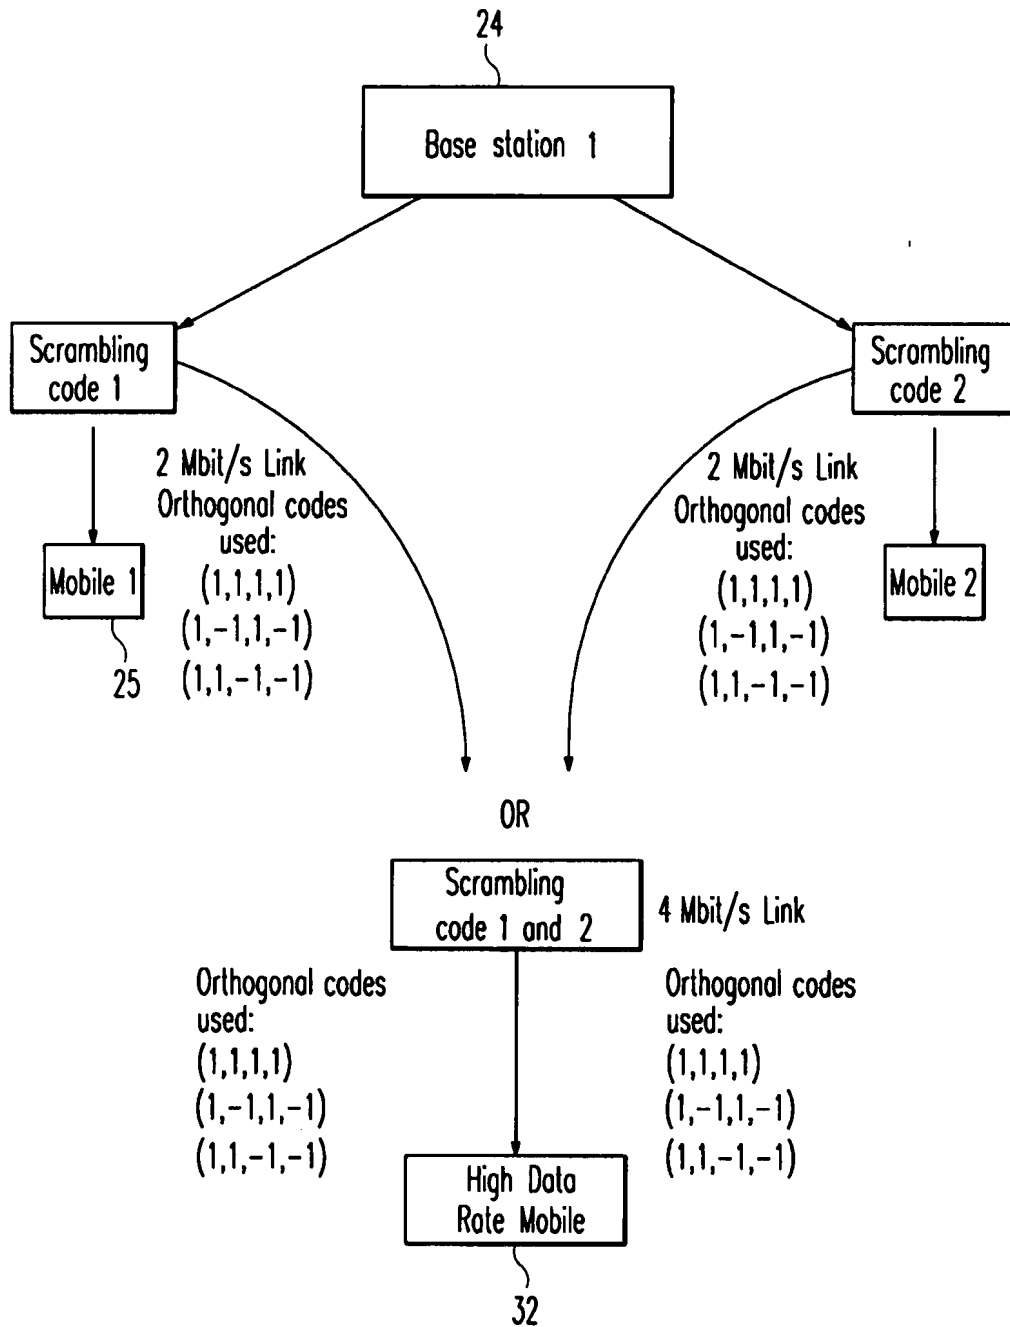 24
Base station 1
Scrambling
code 1
Scrambling
code 2
2 Mbit/s Link
Orthogonal codes
used:
(1,1,1,1)
(1,-1,1,-1)
(1,1,-1,-1)
2 Mbit/s Link
Orthogonal codes
used:
(1,1,1,1)
(1,-1,1,-1)
(1,1,-1,-1)
Mobile 1
25
Mobile 2
OR
Scrambling
code 1 and 2
4 Mbit/s Link
Orthogonal codes
used:
(1,1,1,1)
(1,-1,1,-1)
(1,1,-1,-1)
Orthogonal codes
used:
(1,1,1,1)
(1,-1,1,-1)
(1,1,-1,-1)
High Data
Rate Mobile
32